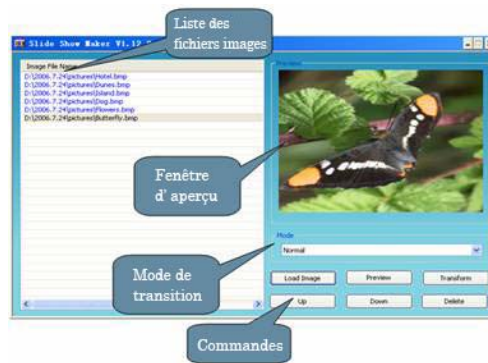 Liste des
fichiers images
Slide Show Maker V1.12
Image File Name
D:\2006.7.24\pictures\Hotel.bmp
D:\2006.7.24\pictures\Dunes.bmp
D:\2006.7.24\pictures\Island.bmp
D:\2006.7.24\pictures\Dog.bmp
D:\2006.7.24\pictures\Flowers.bmp
D:\2006.7.24\pictures\Butterfly.bmp
Preview
Fenêtre
d'aperçu
Mode
Normal
Mode de
transition
Load Image
Preview
Transform
Up
Down
Delete
Commandes